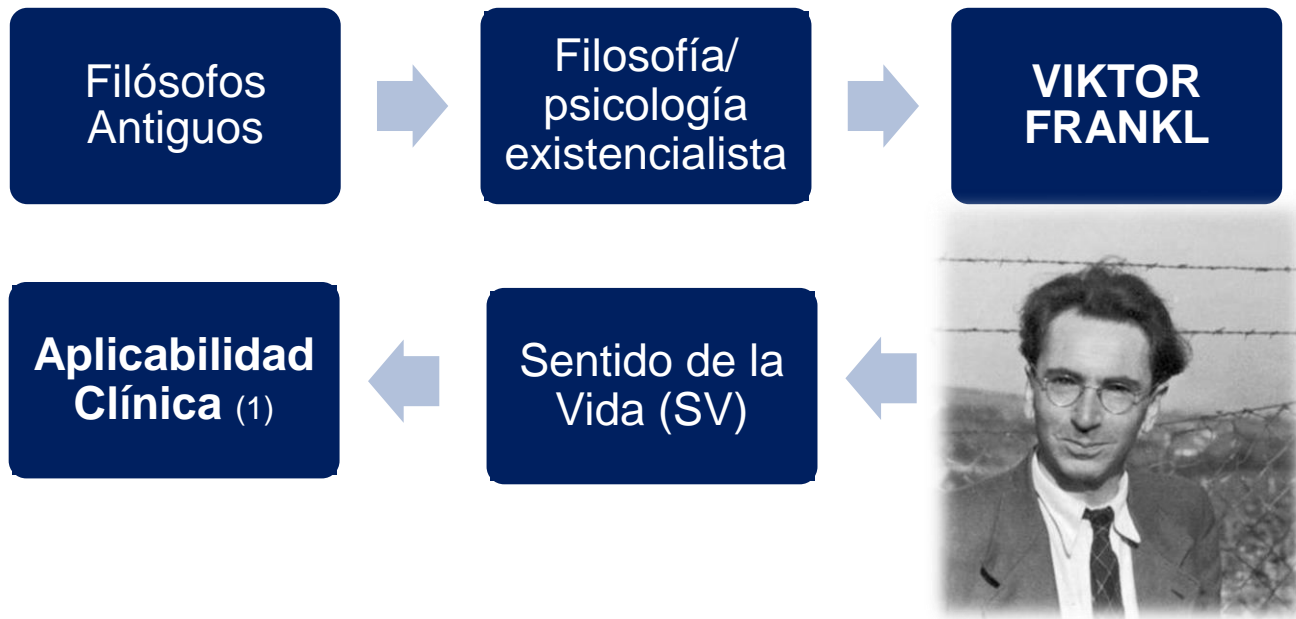 Filósofos
Antiguos
Filosofía/
psicología
existencialista
VIKTOR
FRANKL
Sentido de la
Vida (SV)
Aplicabilidad
Clínica (1)